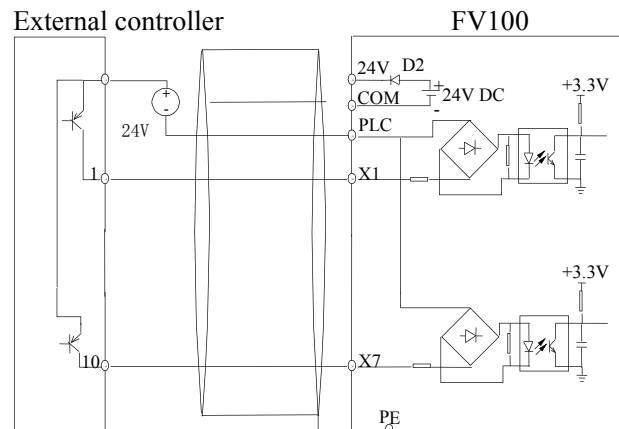 External controller
FV100
24V
D2
+3.3V
+
COM
24V DC
+
-
24V
-
PLC
1
X1
+3.3V
10
X7
PE